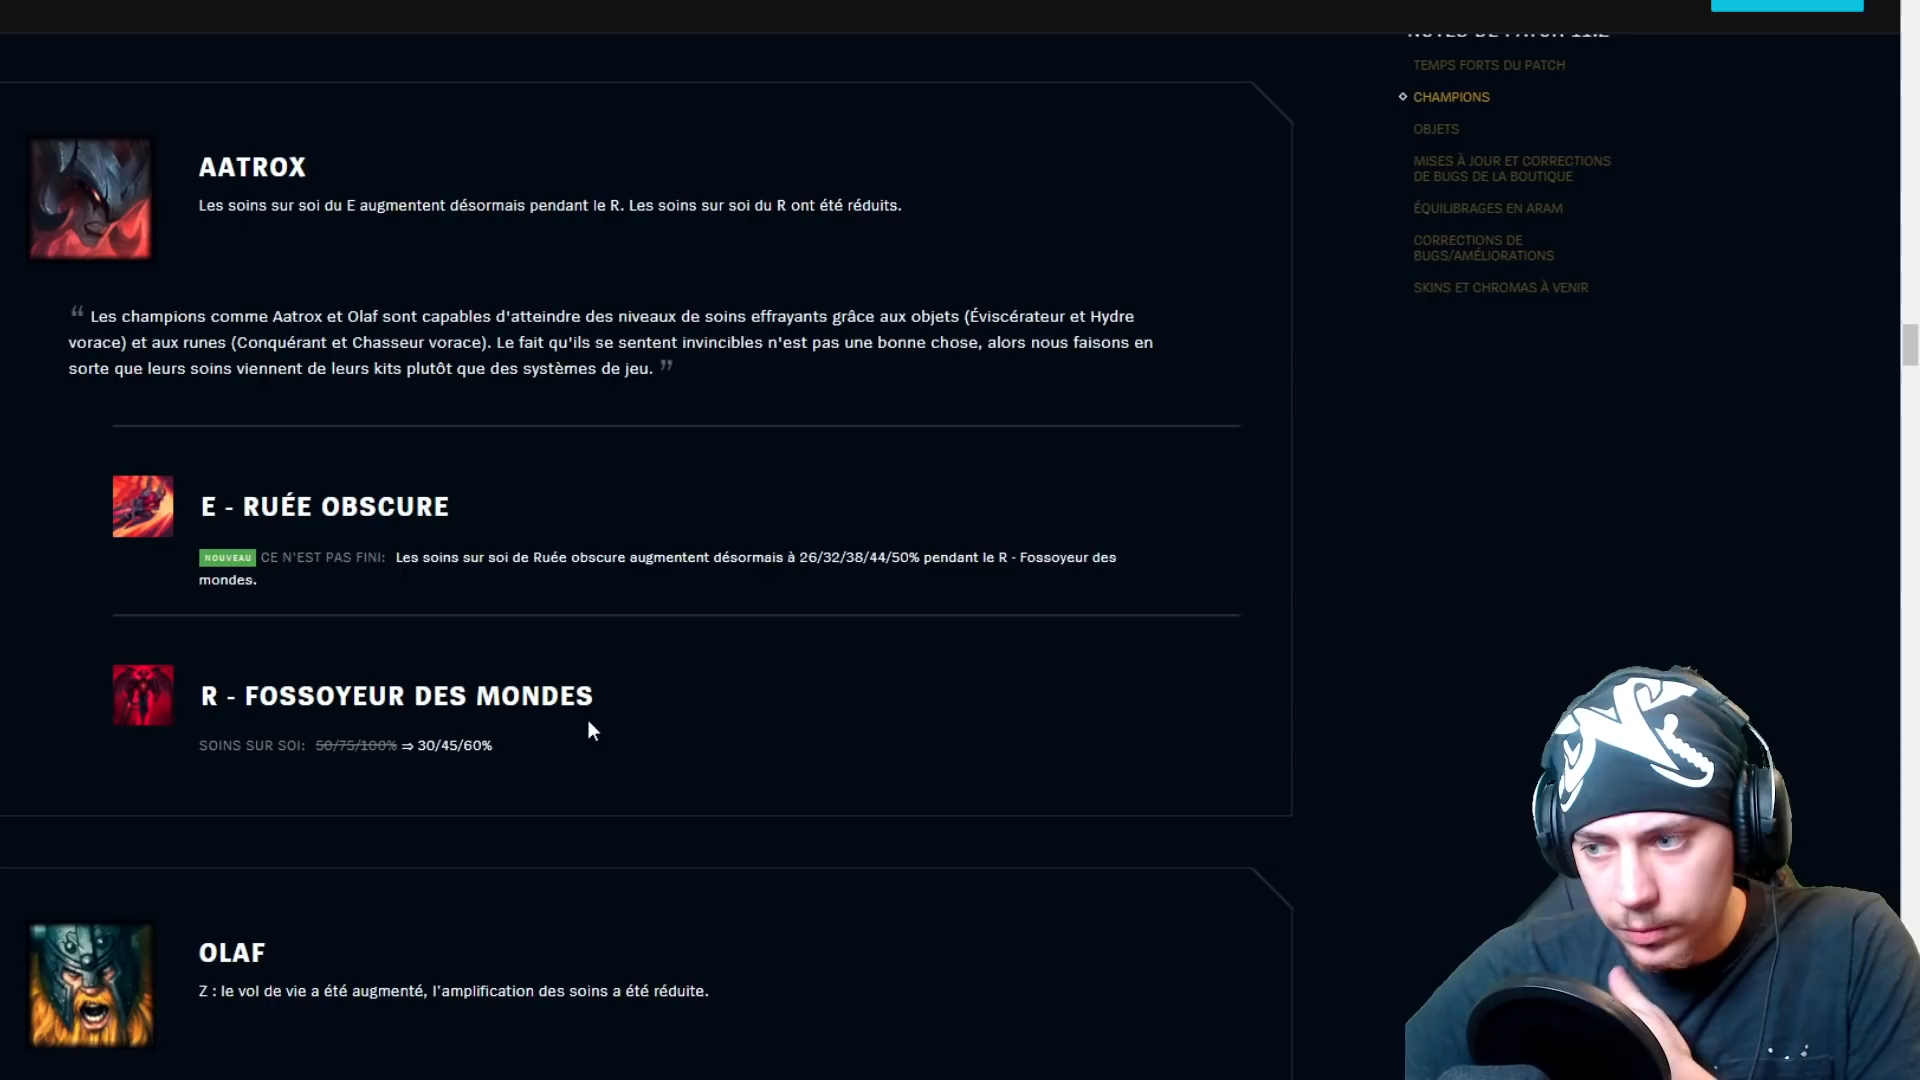 NOTES DE PATCH 11.2
TEMPS FORTS DU PATCH
CHAMPIONS
OBJETS
MISES À JOUR ET CORRECTIONS
DE BUGS DE LA BOUTIQUE
ÉQUILIBRAGES EN ARAM
CORRECTIONS DE
BUGS/AMÉLIORATIONS
SKINS ET CHROMAS À VENIR
AATROX
Les soins sur soi du E augmentent désormais pendant le R. Les soins sur soi du R ont été réduits.
“ Les champions comme Aatrox et Olaf sont capables d'atteindre des niveaux de soins effrayants grâce aux objets (Éviscérateur et Hydre
vorace) et aux runes (Conquérant et Chasseur vorace). Le fait qu'ils se sentent invincibles n'est pas une bonne chose, alors nous faisons en
sorte que leurs soins viennent de leurs kits plutôt que des systèmes de jeu. ”
E - RUÉE OBSCURE
NOUVEAU CE N'EST PAS FINI: Les soins sur soi de Ruée obscure augmentent désormais à 26/32/38/44/50% pendant le R - Fossoyeur des
mondes.
R - FOSSOYEUR DES MONDES
SOINS SUR SOI: 50/75/100% ⇒ 30/45/60%
OLAF
Z : le vol de vie a été augmenté, l'amplification des soins a été réduite.